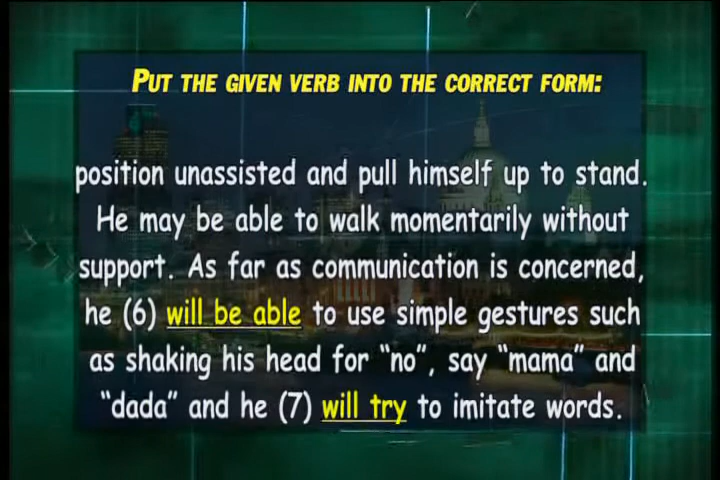 PUT THE GIVEN VERB INTO THE CORRECT FORM:
position unassisted and pull himself up to stand.
He may be able to walk momentarily without
support. As far as communication is concerned,
he (6) will be able to use simple gestures such
as shaking his head for “no”, say “mama” and
“dada” and he (7) will try to imitate words.